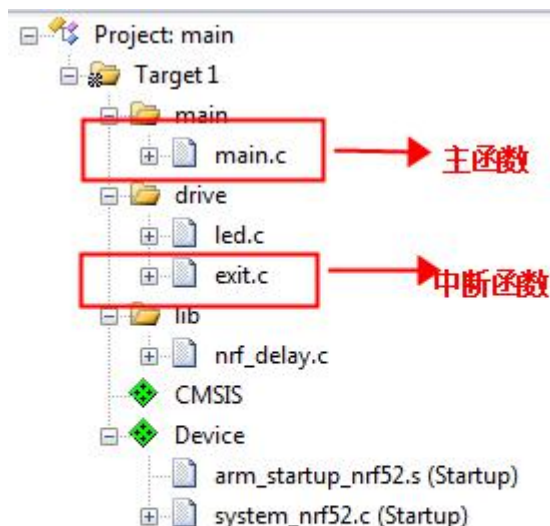 Project: main
Target 1
main
main.c
主函数
drive
led.c
exit.c
中断函数
lib
nrf_delay.c
CMSIS
Device
arm_startup_nrf52.s (Startup)
system_nrf52.c (Startup)